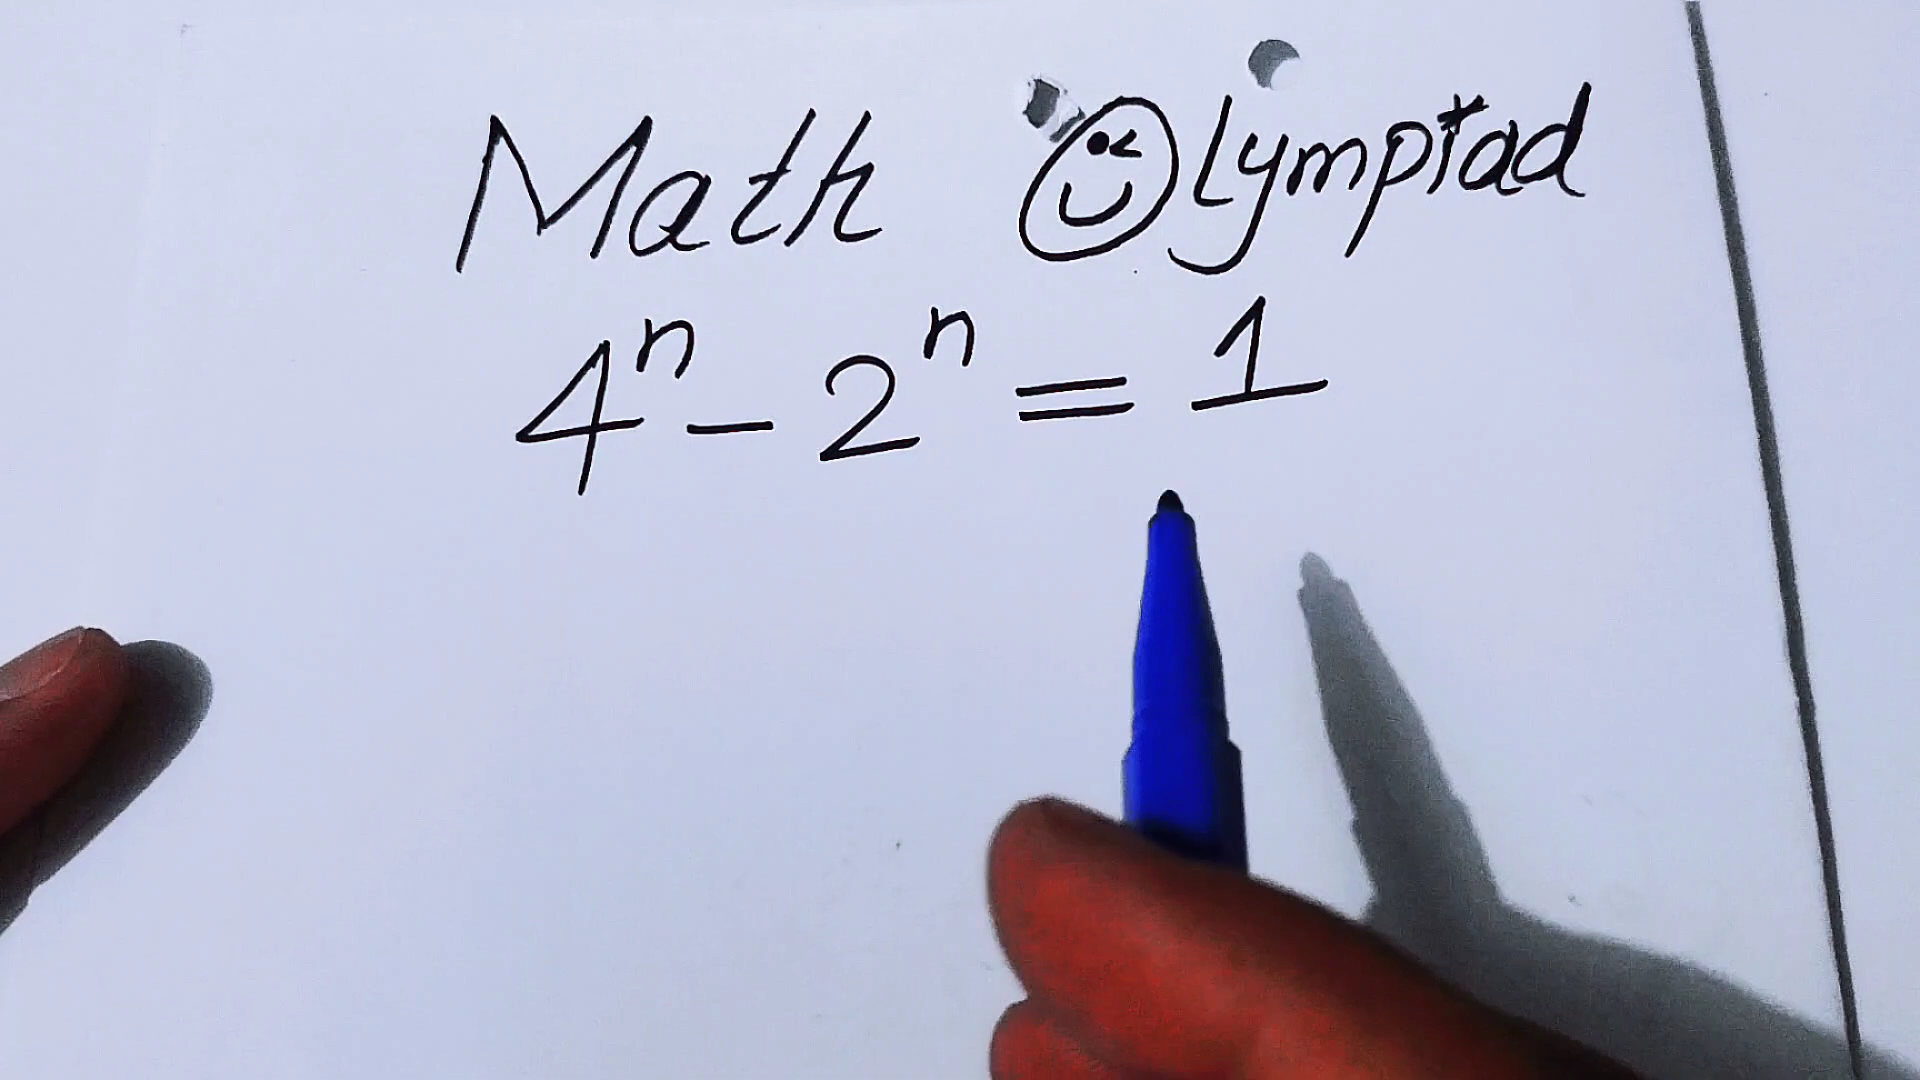 Math Olympiad
4ⁿ - 2ⁿ = 1